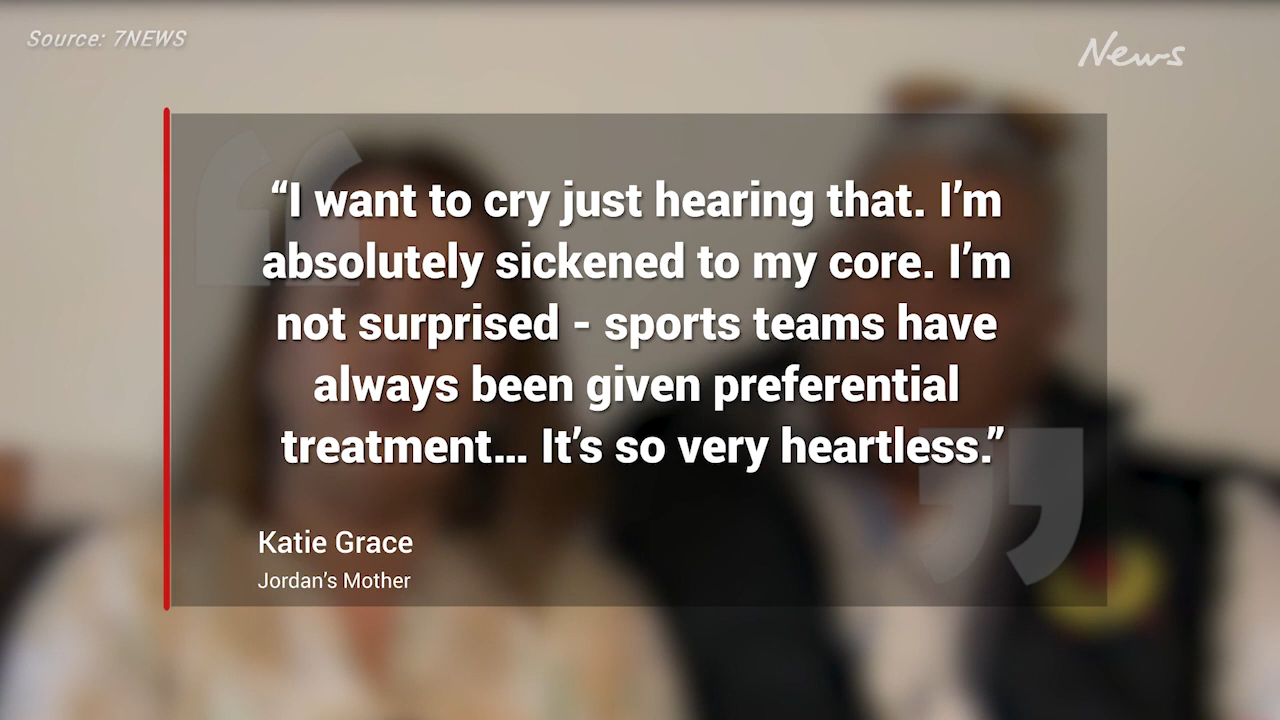 Source: 7NEWS
News
“I want to cry just hearing that. I’m
absolutely sickened to my core. I’m
not surprised - sports teams have
always been given preferential
treatment... It’s so very heartless.”
Katie Grace
Jordan’s Mother